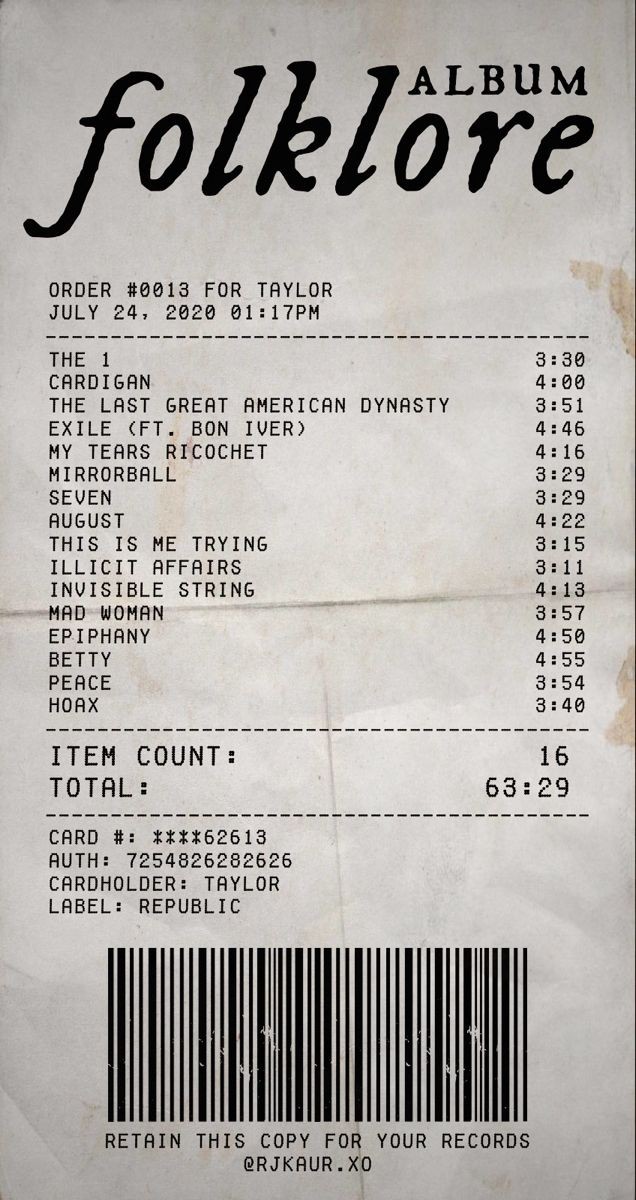 ALBUM
folklore
ORDER #0013 FOR TAYLOR
JULY 24, 2020 01:17PM
THE 1 3:30
CARDIGAN 4:00
THE LAST GREAT AMERICAN DYNASTY 3:51
EXILE (FT. BON IVER) 4:46
MY TEARS RICOCHET 4:16
MIRRORBALL 3:29
SEVEN 3:29
AUGUST 4:22
THIS IS ME TRYING 3:15
ILLICIT AFFAIRS 3:11
INVISIBLE STRING 4:13
MAD WOMAN 3:57
EPIPHANY 4:50
BETTY 4:55
PEACE 3:54
HOAX 3:40
ITEM COUNT: 16
TOTAL: 63:29
CARD #: ****62613
AUTH: 7254826282626
CARDHOLDER: TAYLOR
LABEL: REPUBLIC
RETAIN THIS COPY FOR YOUR RECORDS
@RJKAUR.XO